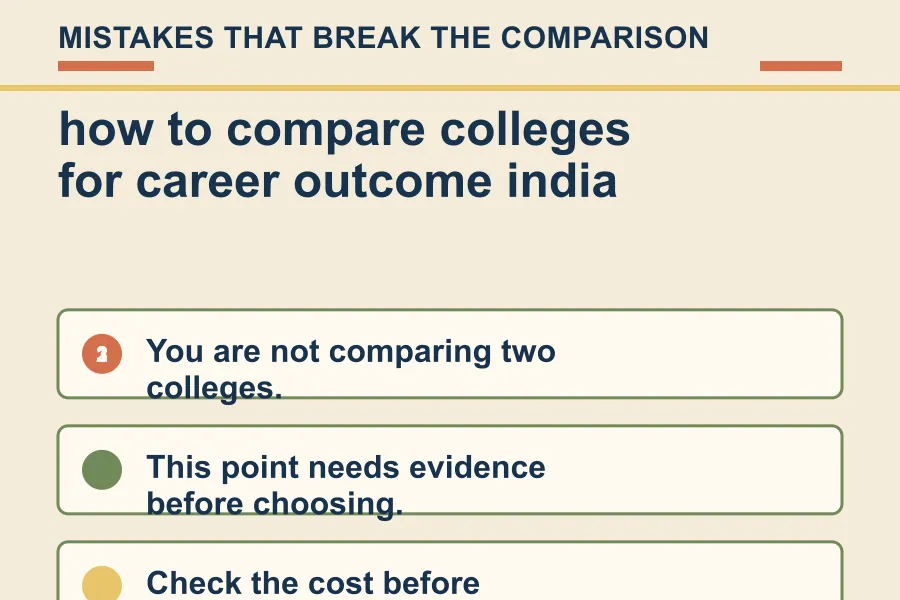 MISTAKES THAT BREAK THE COMPARISON
how to compare colleges
for career outcome india
You are not comparing two
colleges.
This point needs evidence
before choosing.
Check the cost before